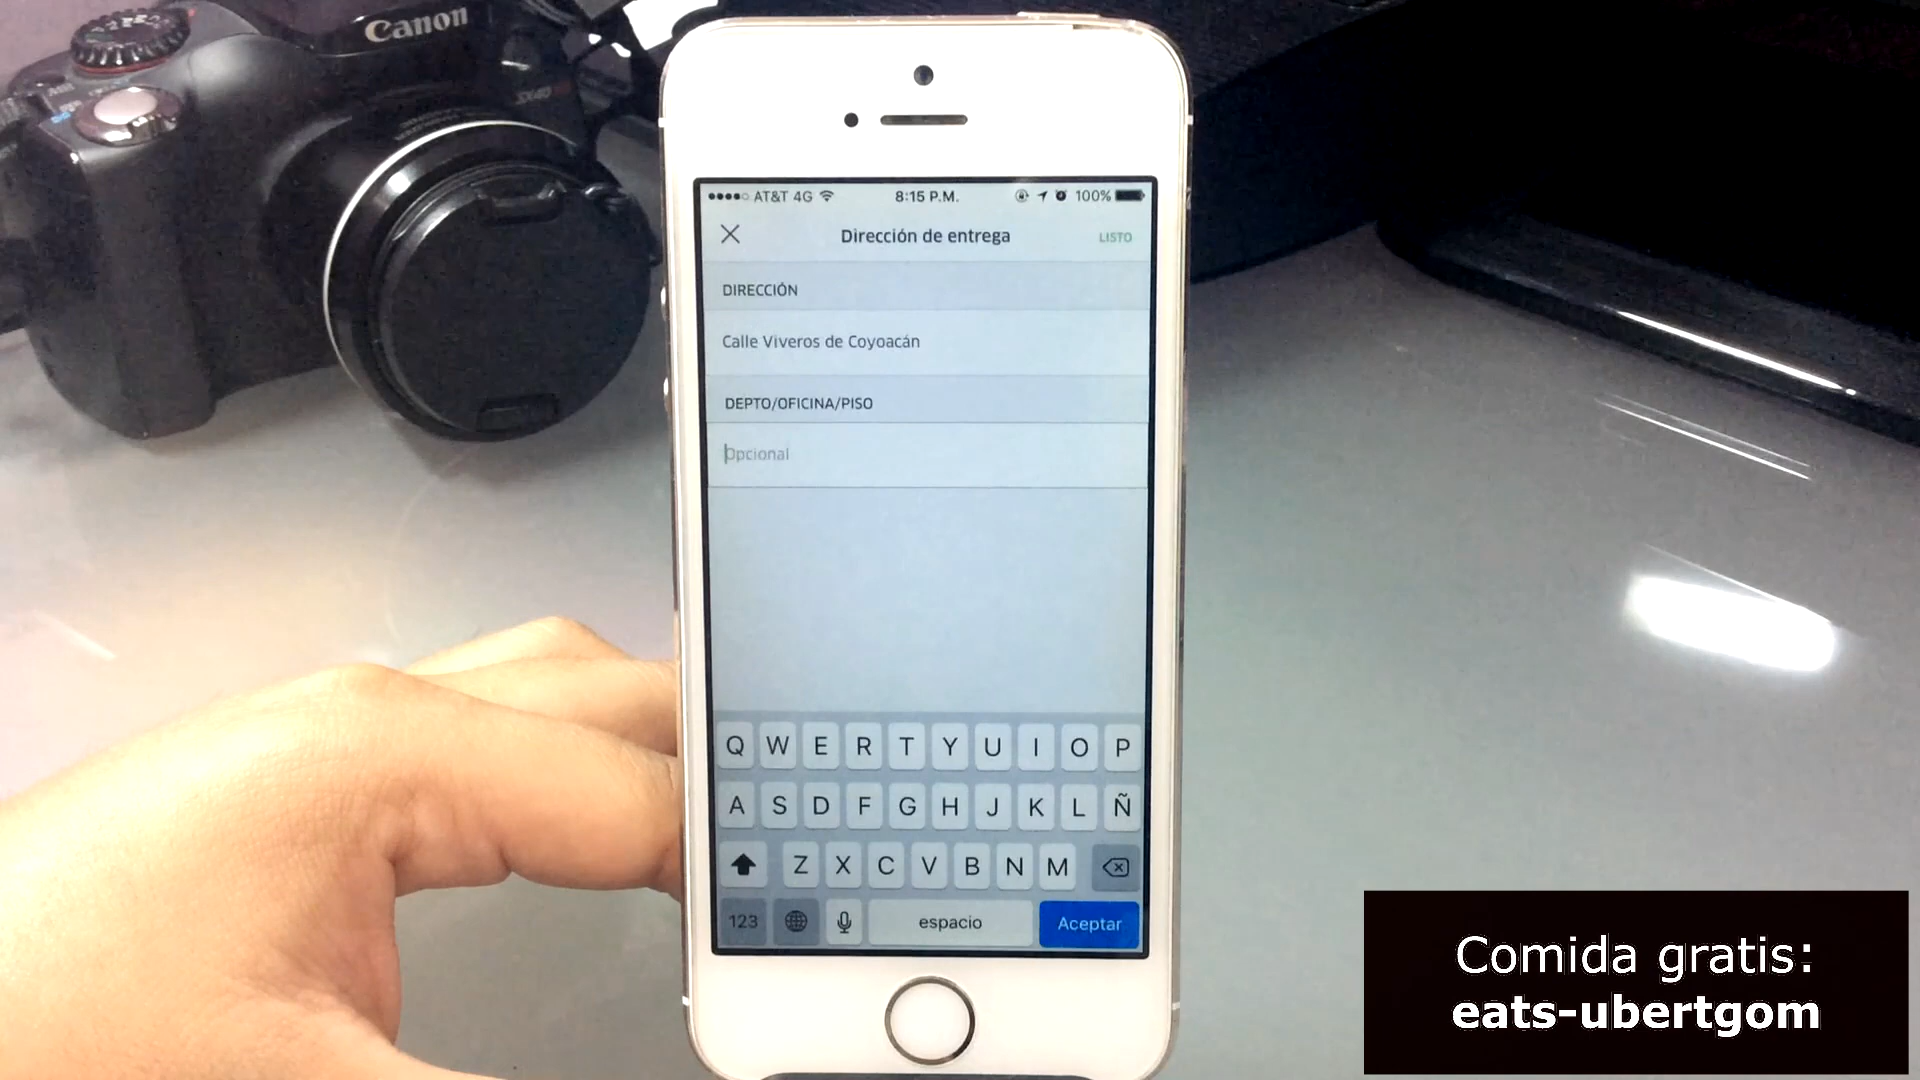 Canon
SX40
AT&T 4G 8:15 P.M. 100%
Dirección de entrega
LISTO
DIRECCIÓN
Calle Viveros de Coyoacán
DEPTO/OFICINA/PISO
Opcional
Q W E R T Y U I O P
A S D F G H J K L Ñ
Z X C V B N M
123 espacio Aceptar
Comida gratis:
eats-ubertgom